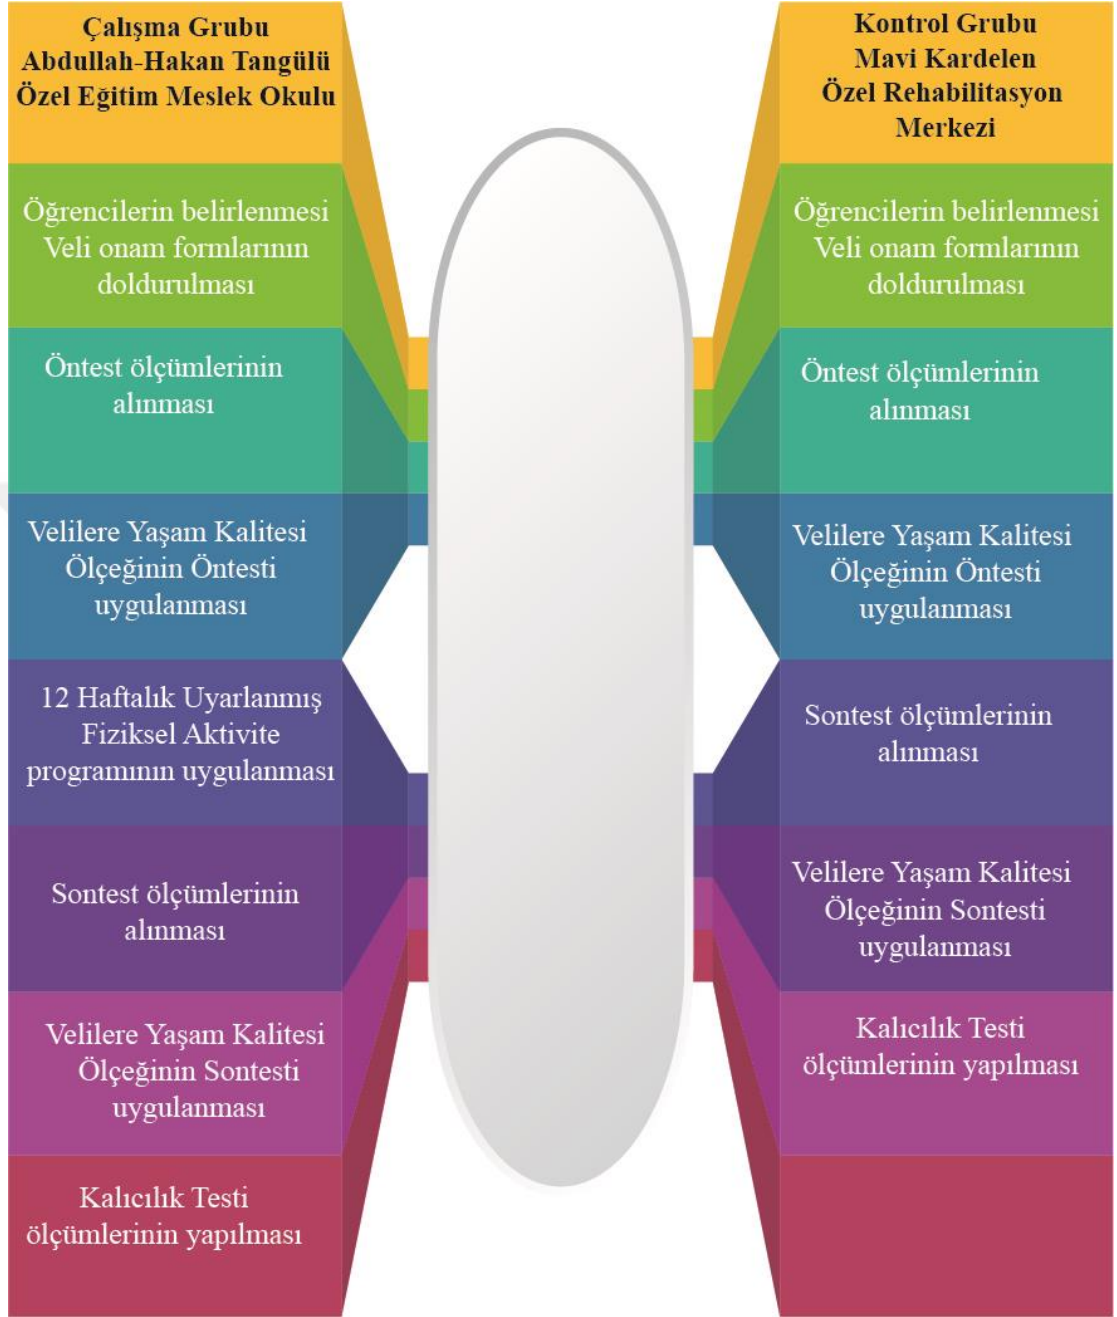 Çalışma Grubu
Abdullah-Hakan Tangülü
Özel Eğitim Meslek Okulu
Öğrencilerin belirlenmesi
Veli onam formlarının
doldurulması
Öntest ölçümlerinin
alınması
Velilere Yaşam Kalitesi
Ölçeğinin Öntesti
uygulanması
12 Haftalık Uyarlanmış
Fiziksel Aktivite
programının uygulanması
Sontest ölçümlerinin
alınması
Velilere Yaşam Kalitesi
Ölçeğinin Sontesti
uygulanması
Kalıcılık Testi
ölçümlerinin yapılması
Kontrol Grubu
Mavi Kardelen
Özel Rehabilitasyon
Merkezi
Öğrencilerin belirlenmesi
Veli onam formlarının
doldurulması
Öntest ölçümlerinin
alınması
Velilere Yaşam Kalitesi
Ölçeğinin Öntesti
uygulanması
Sontest ölçümlerinin
alınması
Velilere Yaşam Kalitesi
Ölçeğinin Sontesti
uygulanması
Kalıcılık Testi
ölçümlerinin yapılması